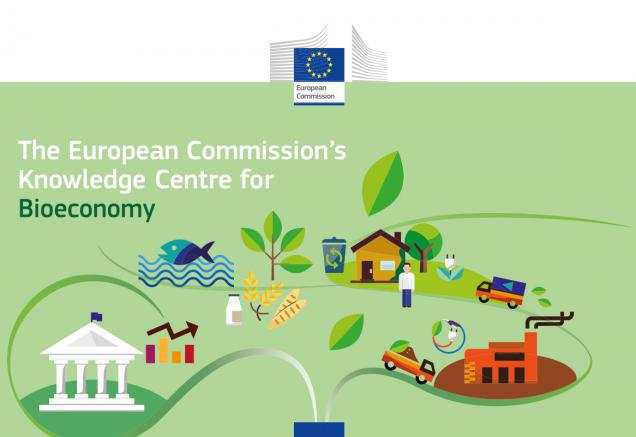 European
Commission
The European Commission's
Knowledge Centre for
Bioeconomy